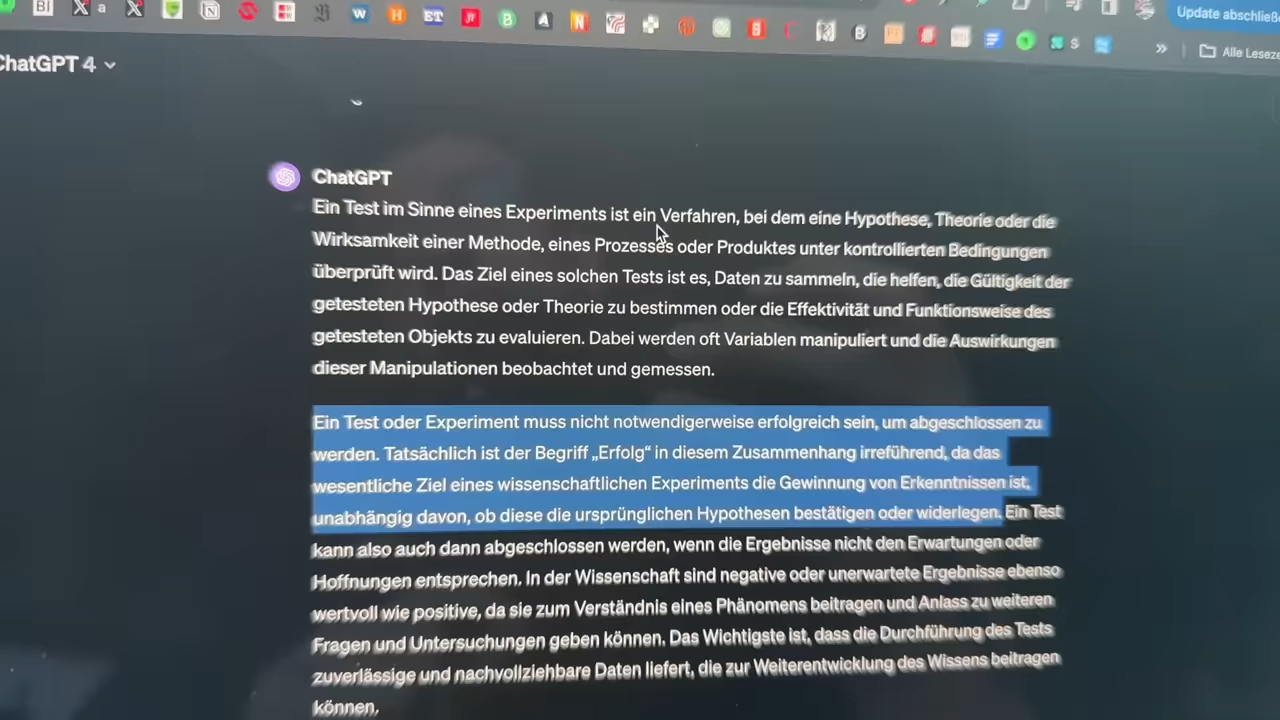 BI
X
a
X
W
H
ET
jt
B
A
N
B
Update abschließe
S
»
Alle Leseze
ChatGPT 4
ChatGPT
Ein Test im Sinne eines Experiments ist ein Verfahren, bei dem eine Hypothese, Theorie oder die
Wirksamkeit einer Methode, eines Prozesses oder Produktes unter kontrollierten Bedingungen
überprüft wird. Das Ziel eines solchen Tests ist es, Daten zu sammeln, die helfen, die Gültigkeit der
getesteten Hypothese oder Theorie zu bestimmen oder die Effektivität und Funktionsweise des
getesteten Objekts zu evaluieren. Dabei werden oft Variablen manipuliert und die Auswirkungen
dieser Manipulationen beobachtet und gemessen.
Ein Test oder Experiment muss nicht notwendigerweise erfolgreich sein, um abgeschlossen zu
werden. Tatsächlich ist der Begriff „Erfolg“ in diesem Zusammenhang irreführend, da das
wesentliche Ziel eines wissenschaftlichen Experiments die Gewinnung von Erkenntnissen ist,
unabhängig davon, ob diese die ursprünglichen Hypothesen bestätigen oder widerlegen. Ein Test
kann also auch dann abgeschlossen werden, wenn die Ergebnisse nicht den Erwartungen oder
Hoffnungen entsprechen. In der Wissenschaft sind negative oder unerwartete Ergebnisse ebenso
wertvoll wie positive, da sie zum Verständnis eines Phänomens beitragen und Anlass zu weiteren
Fragen und Untersuchungen geben können. Das Wichtigste ist, dass die Durchführung des Tests
zuverlässige und nachvollziehbare Daten liefert, die zur Weiterentwicklung des Wissens beitragen
können.